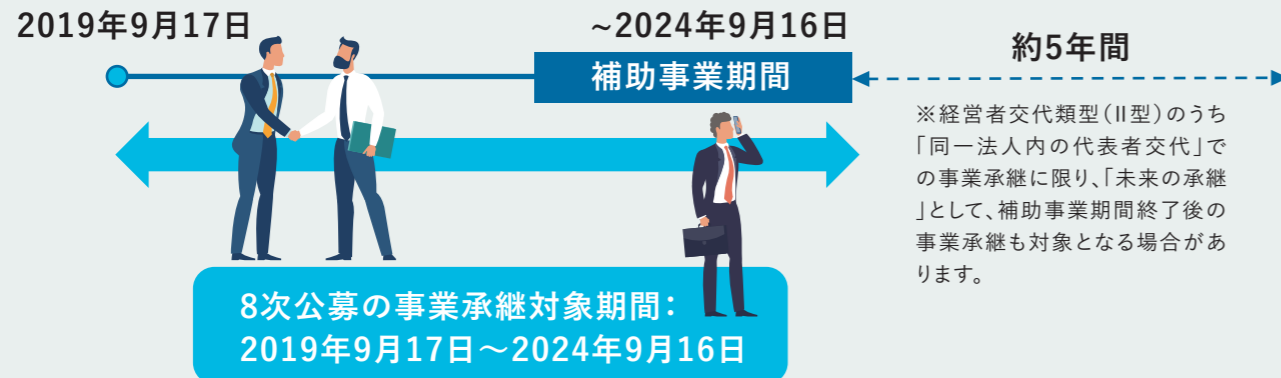 2019年9月17日
~2024年9月16日
約5年間
補助事業期間
※経営者交代類型(Ⅱ型)のうち
「同一法人内の代表者交代」で
の事業承継に限り、「未来の承継
」として、補助事業期間終了後の
事業承継も対象となる場合があ
ります。
8次公募の事業承継対象期間:
2019年9月17日～2024年9月16日